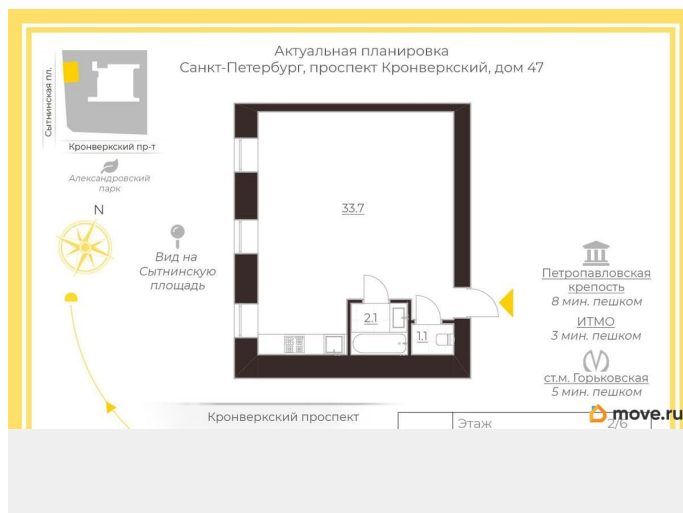 Актуальная планировка
Санкт-Петербург, проспект Кронверкский, дом 47
Сытнинская пл.
Кронверкский пр-т
Александровский
парк
N
Вид на
Сытнинскую
площадь
33.7
2.1
1.1
Петропавловская
крепость
8 мин. пешком
ИТМО
3 мин. пешком
ст.м. Горьковская
5 мин. пешком
Кронверкский проспект
Этаж 2/6
move.ru